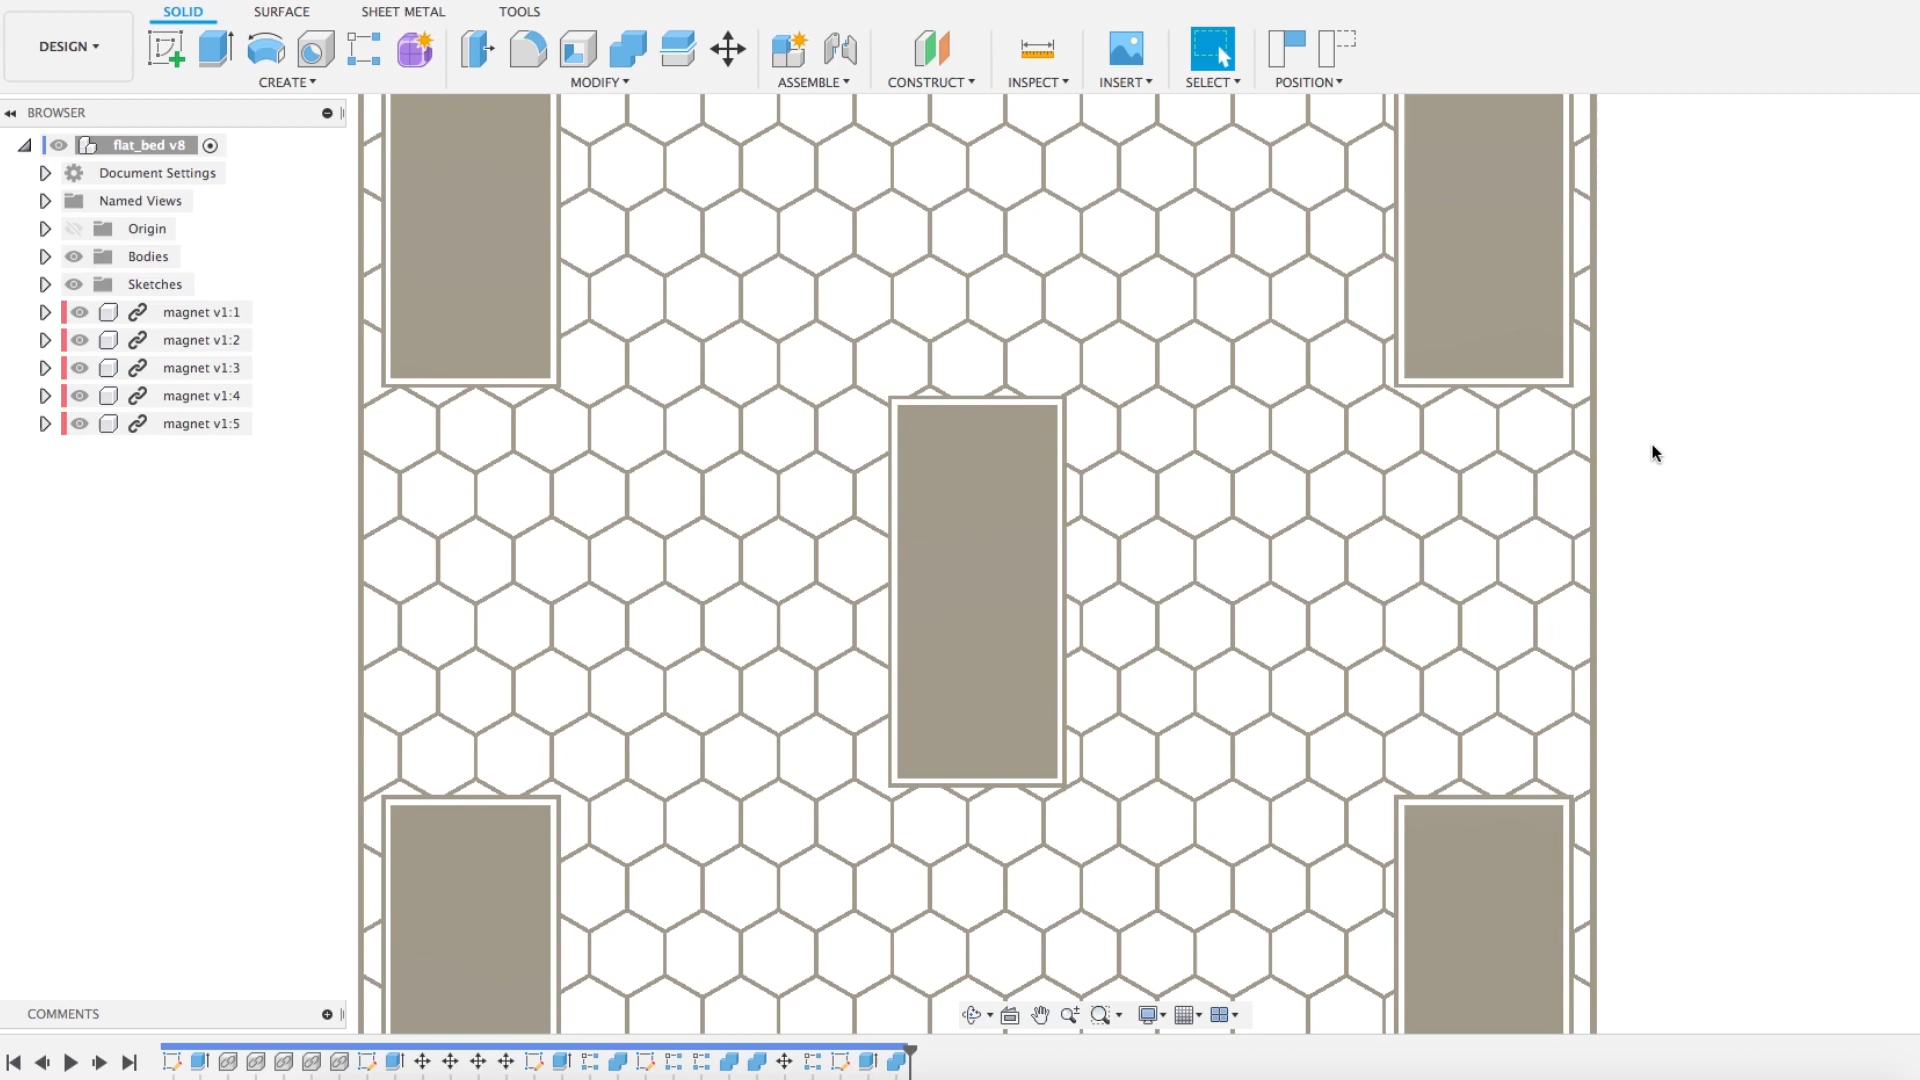 SOLID SURFACE SHEET METAL TOOLS
DESIGN
CREATE MODIFY ASSEMBLE CONSTRUCT INSPECT INSERT SELECT POSITION
BROWSER
flat_bed v8
Document Settings
Named Views
Origin
Bodies
Sketches
magnet v1:1
magnet v1:2
magnet v1:3
magnet v1:4
magnet v1:5
COMMENTS